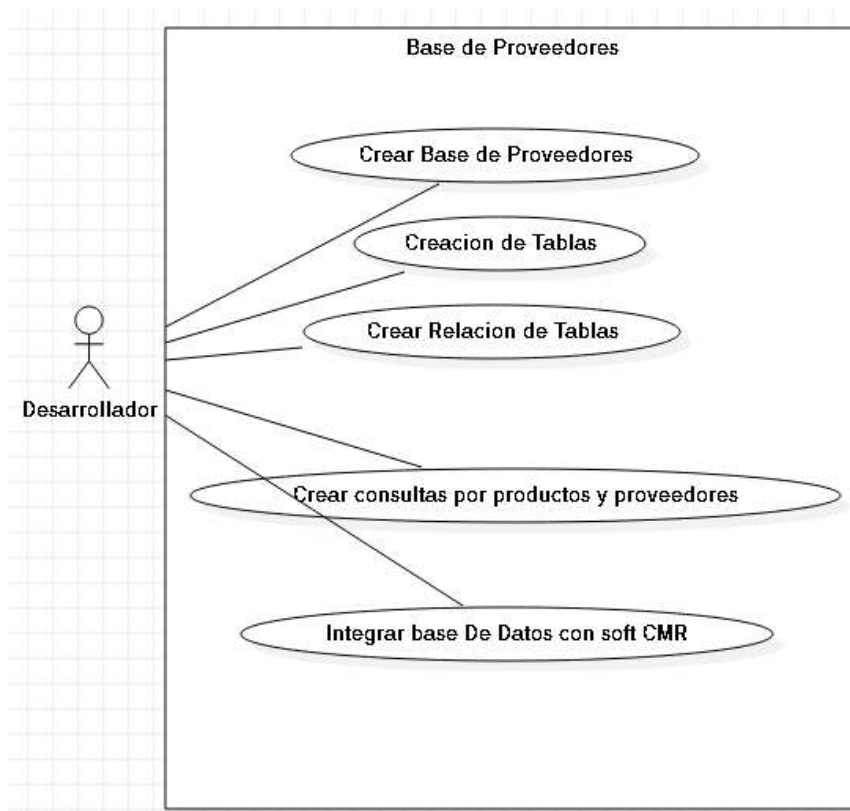 Base de Proveedores
Crear Base de Proveedores
Creacion de Tablas
Crear Relacion de Tablas
Desarrollador
Crear consultas por productos y proveedores
Integrar base De Datos con soft CMR